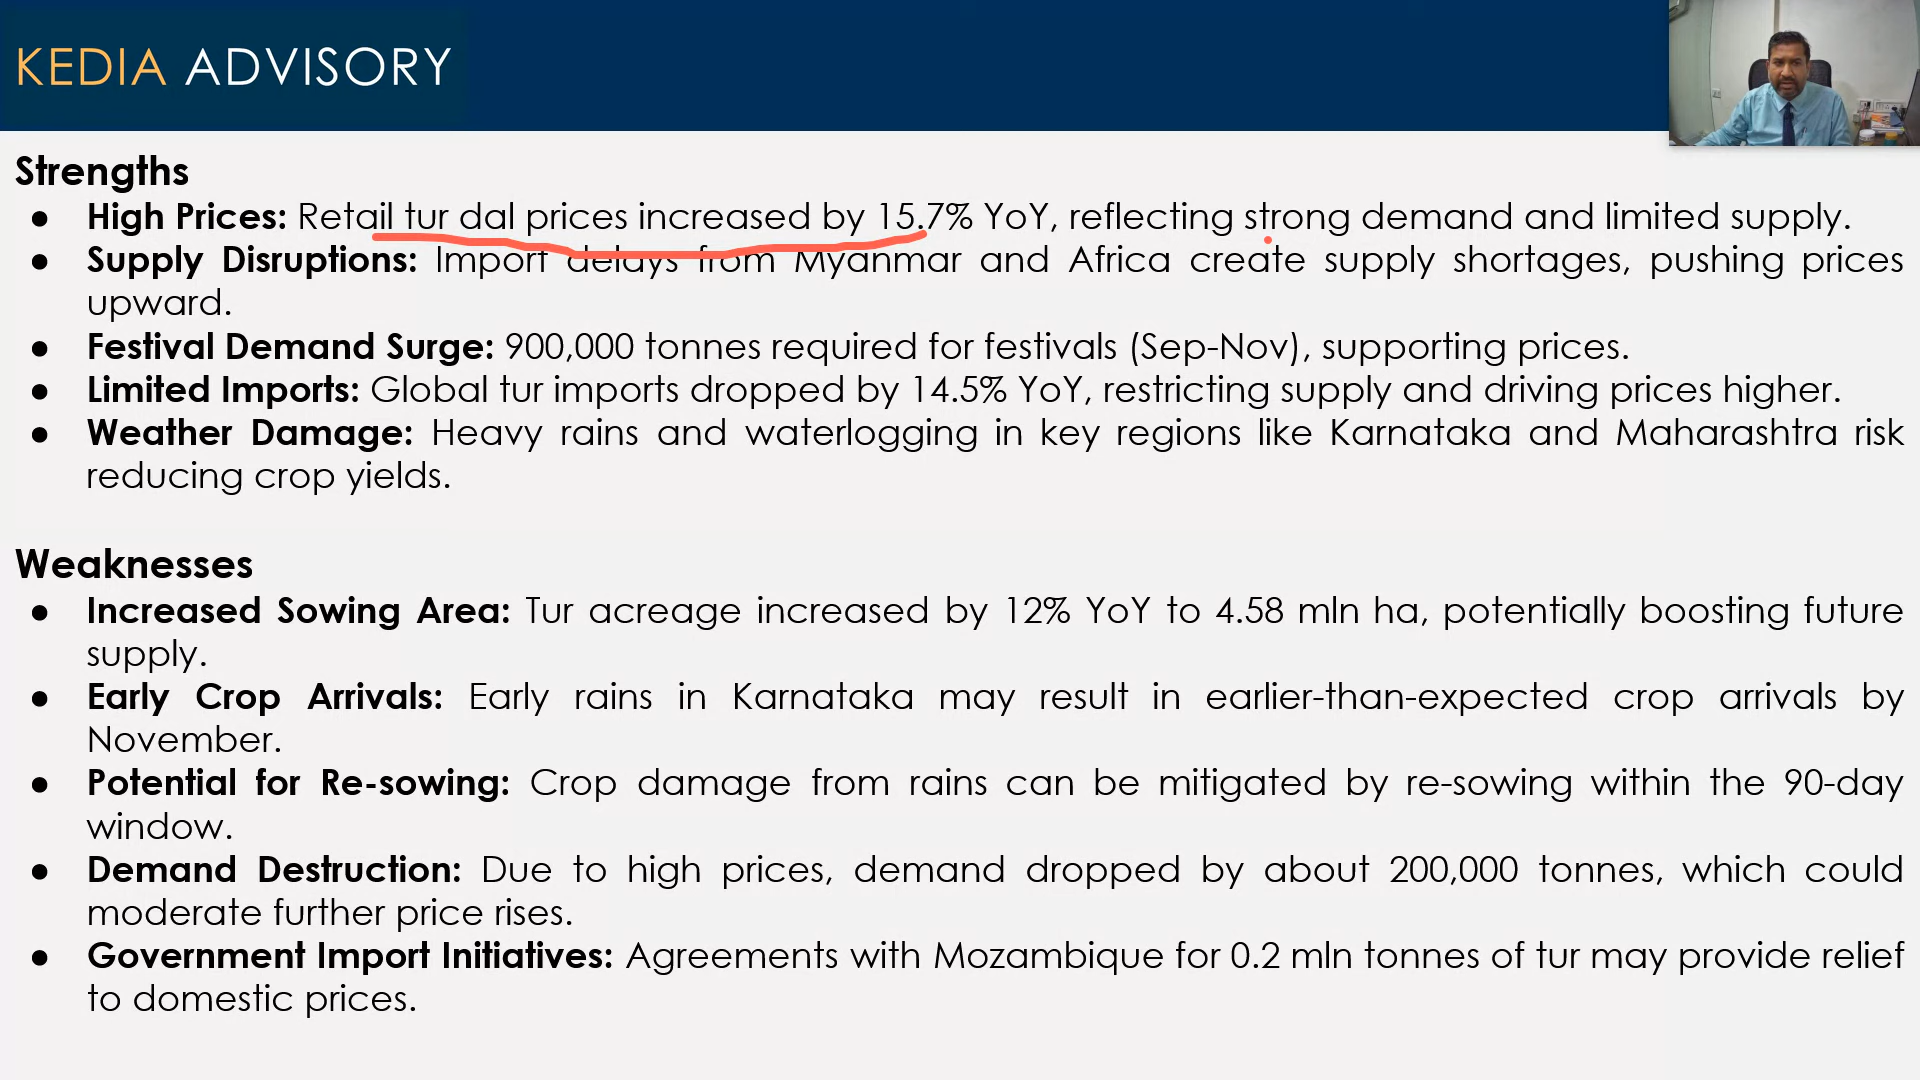 KEDIA ADVISORY
Strengths
● High Prices: Retail tur dal prices increased by 15.7% YoY, reflecting strong demand and limited supply.
● Supply Disruptions: Import delays from Myanmar and Africa create supply shortages, pushing prices
upward.
● Festival Demand Surge: 900,000 tonnes required for festivals (Sep-Nov), supporting prices.
● Limited Imports: Global tur imports dropped by 14.5% YoY, restricting supply and driving prices higher.
● Weather Damage: Heavy rains and waterlogging in key regions like Karnataka and Maharashtra risk
reducing crop yields.
Weaknesses
● Increased Sowing Area: Tur acreage increased by 12% YoY to 4.58 mln ha, potentially boosting future
supply.
● Early Crop Arrivals: Early rains in Karnataka may result in earlier-than-expected crop arrivals by
November.
● Potential for Re-sowing: Crop damage from rains can be mitigated by re-sowing within the 90-day
window.
● Demand Destruction: Due to high prices, demand dropped by about 200,000 tonnes, which could
moderate further price rises.
● Government Import Initiatives: Agreements with Mozambique for 0.2 mln tonnes of tur may provide relief
to domestic prices.